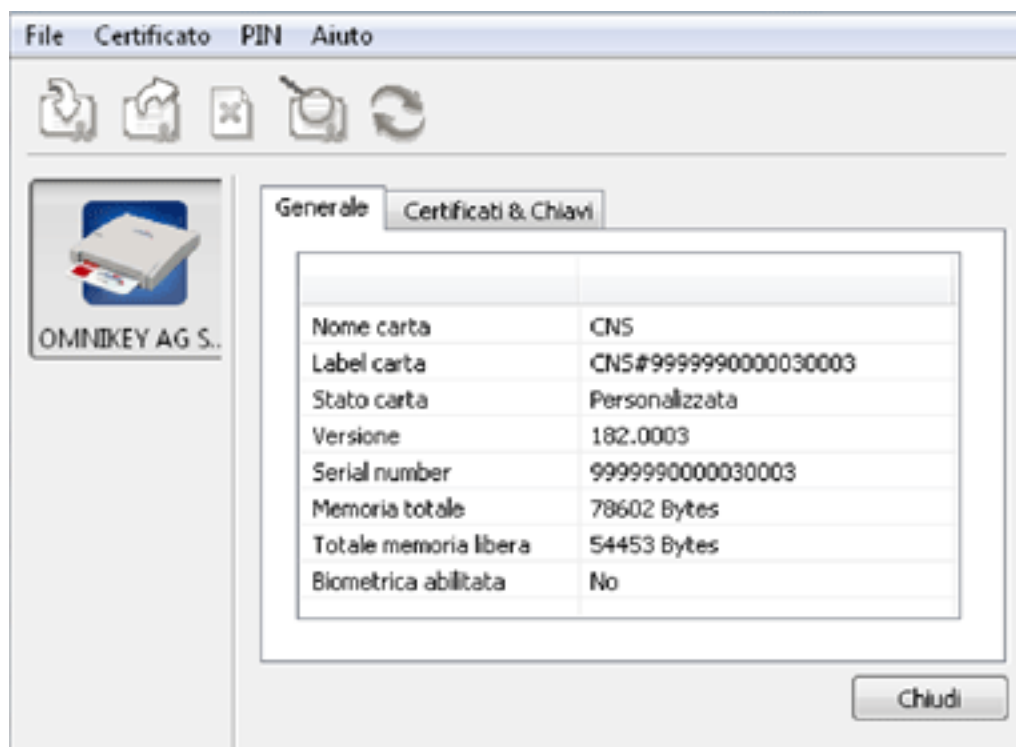 File Certificato PIN Aiuto
OMNIKEY AG S..
Generale Certificati & Chiavi
Nome carta CNS
Label carta CNS#9999990000030003
Stato carta Personalizzata
Versione 182.0003
Serial number 9999990000030003
Memoria totale 78602 Bytes
Totale memoria libera 54453 Bytes
Biometrica abilitata No
Chiudi